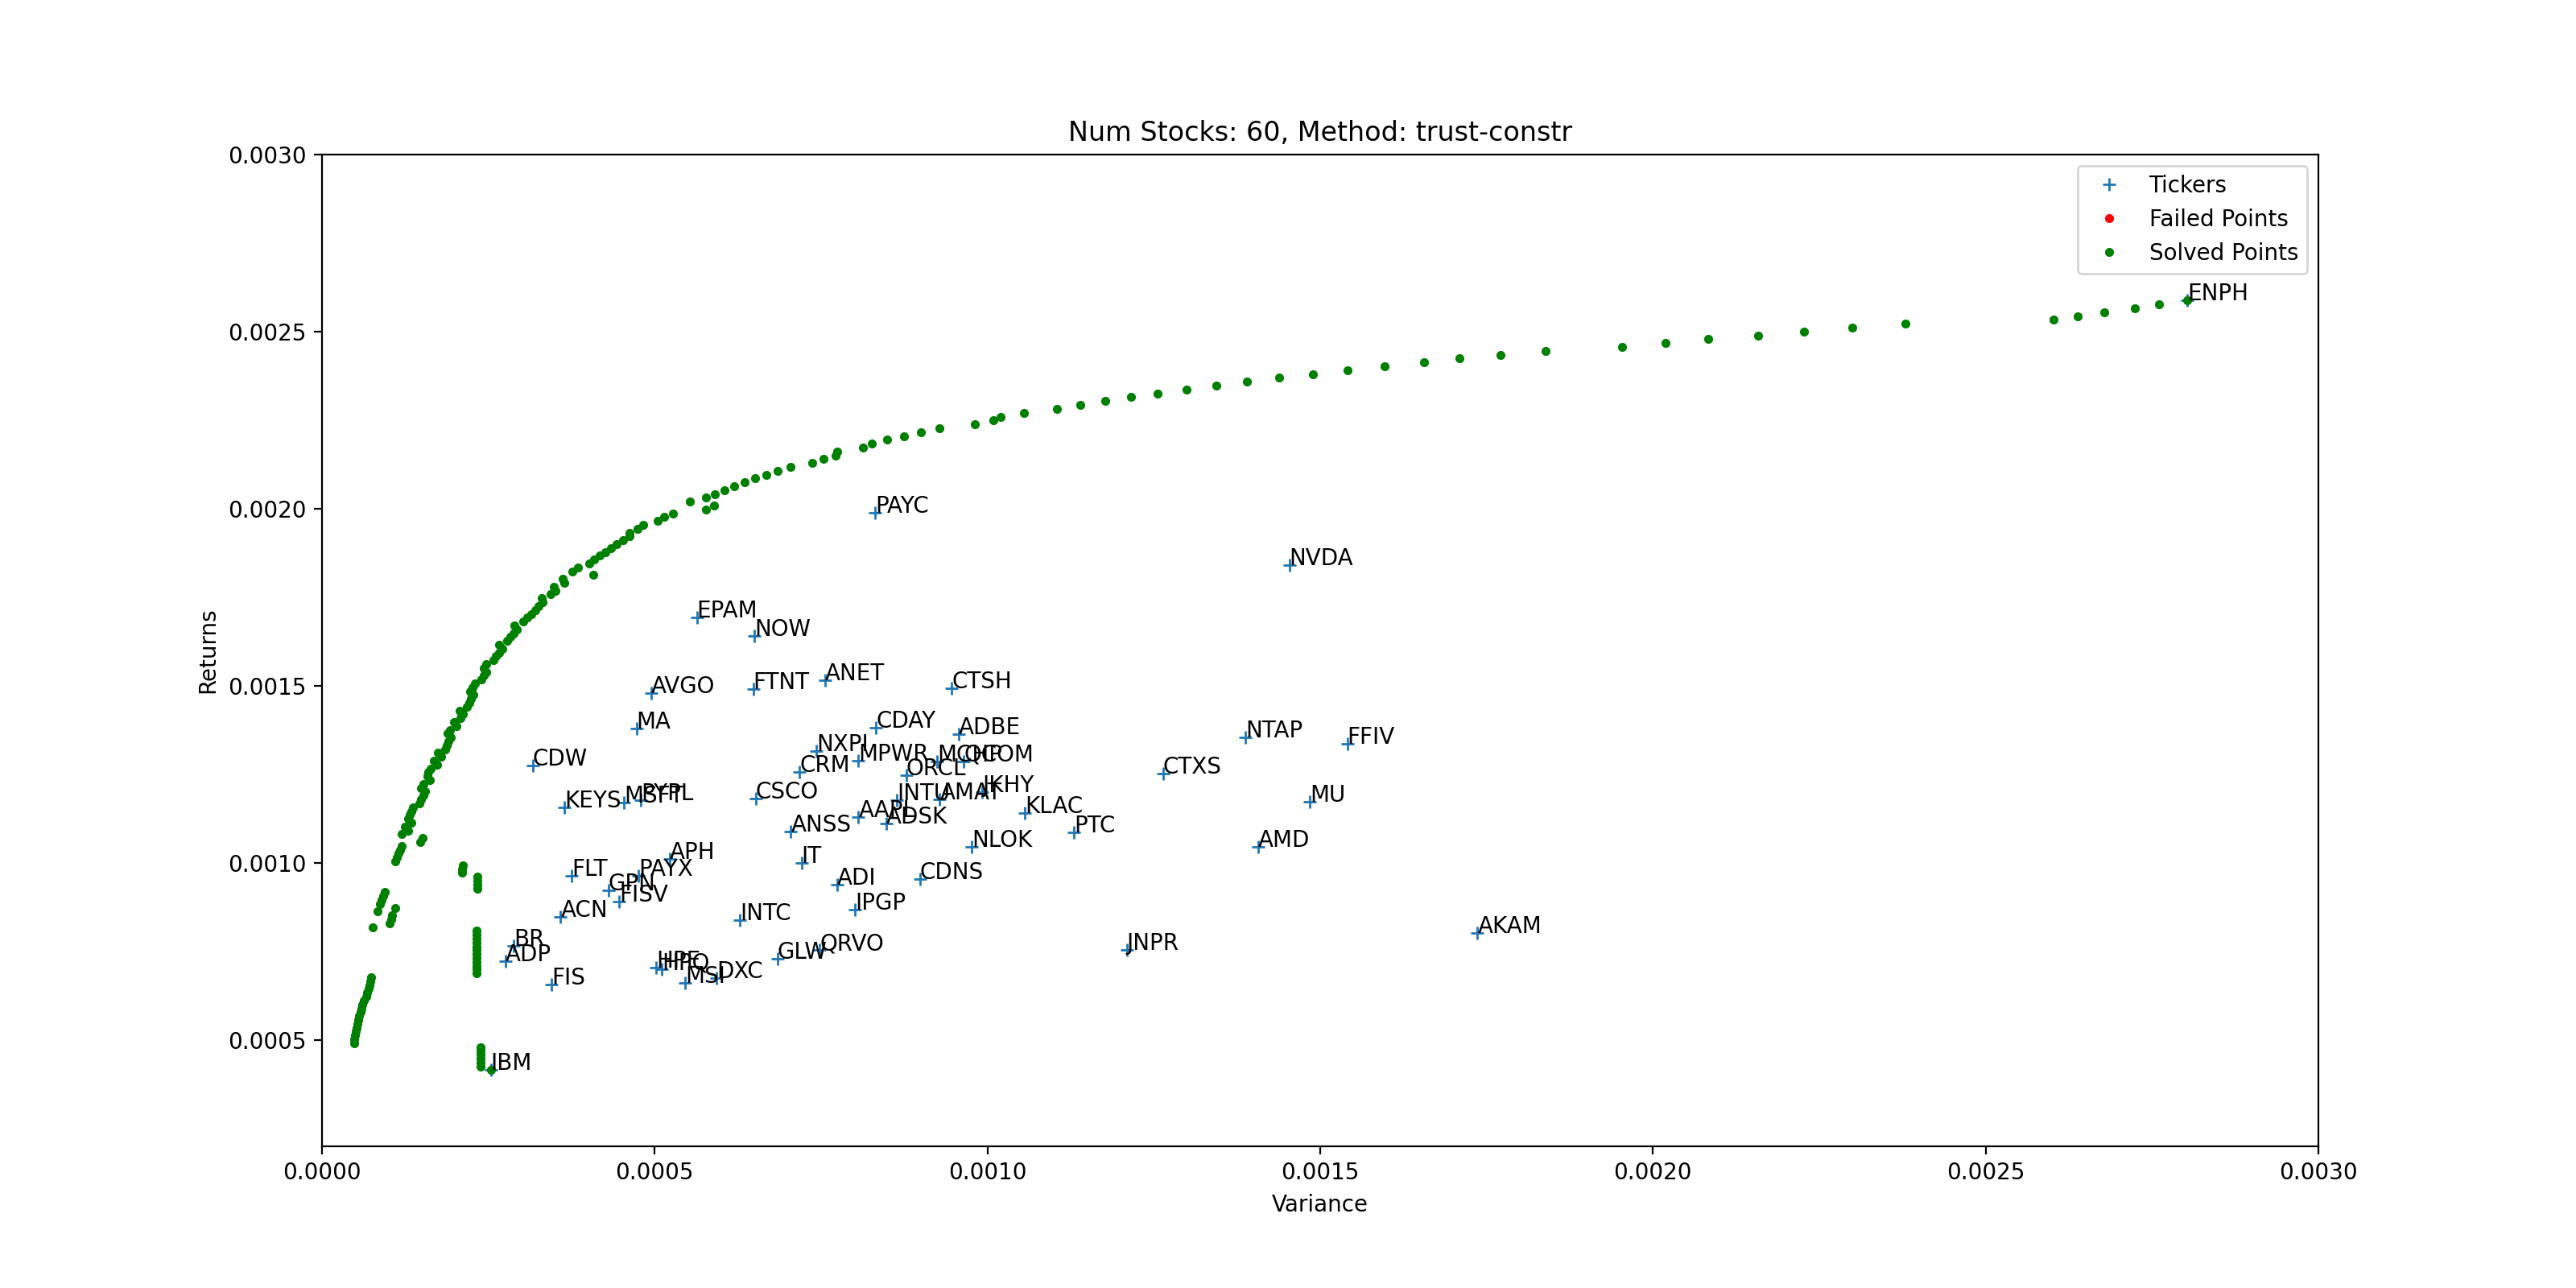 Num Stocks: 60, Method: trust-constr
0.0030
Tickers
Failed Points
Solved Points
ENPH
0.0025
0.0020
PAYC
NVDA
EPAM
NOW
Returns
0.0015
AVGO
FTNT
ANET
CTSH
MA
CDAY
ADBE
NTAP
FFIV
CDW
NXPI
MPWR
MCHP
QCOM
CRM
ORCL
CTXS
KEYS
MSFT
PYPL
CSCO
INTU
AMAT
JKHY
MU
AAPL
ADSK
KLAC
ANSS
PTC
NLOK
AMD
0.0010
APH
IT
FLT
PAYX
GPN
FISV
ADI
CDNS
ACN
INTC
IPGP
AKAM
BR
ADP
QRVO
GLW
JNPR
FIS
HPE
HPQ
MSI
DXC
0.0005
IBM
0.0000
0.0005
0.0010
0.0015
0.0020
0.0025
0.0030
Variance